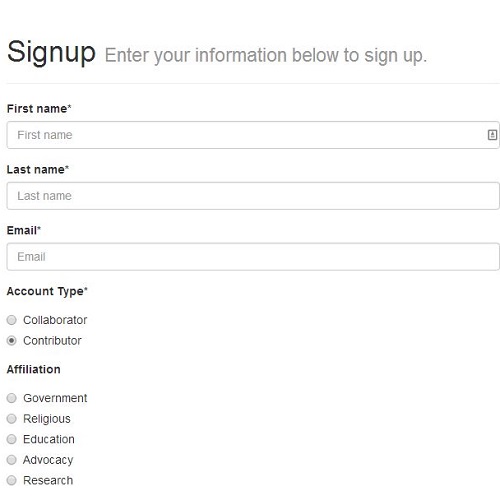 Signup Enter your information below to sign up.
First name*
First name
Last name*
Last name
Email*
Email
Account Type*
Collaborator
Contributor
Affiliation
Government
Religious
Education
Advocacy
Research